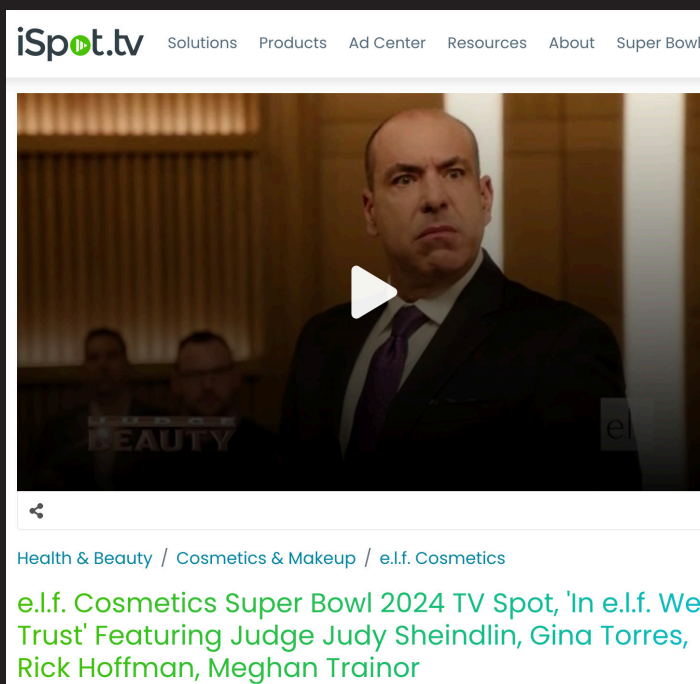 iSpot.tv Solutions Products Ad Center Resources About Super Bowl
JUDGE
BEAUTY
e.l
Health & Beauty / Cosmetics & Makeup / e.l.f. Cosmetics
e.l.f. Cosmetics Super Bowl 2024 TV Spot, 'In e.l.f. We
Trust' Featuring Judge Judy Sheindlin, Gina Torres,
Rick Hoffman, Meghan Trainor